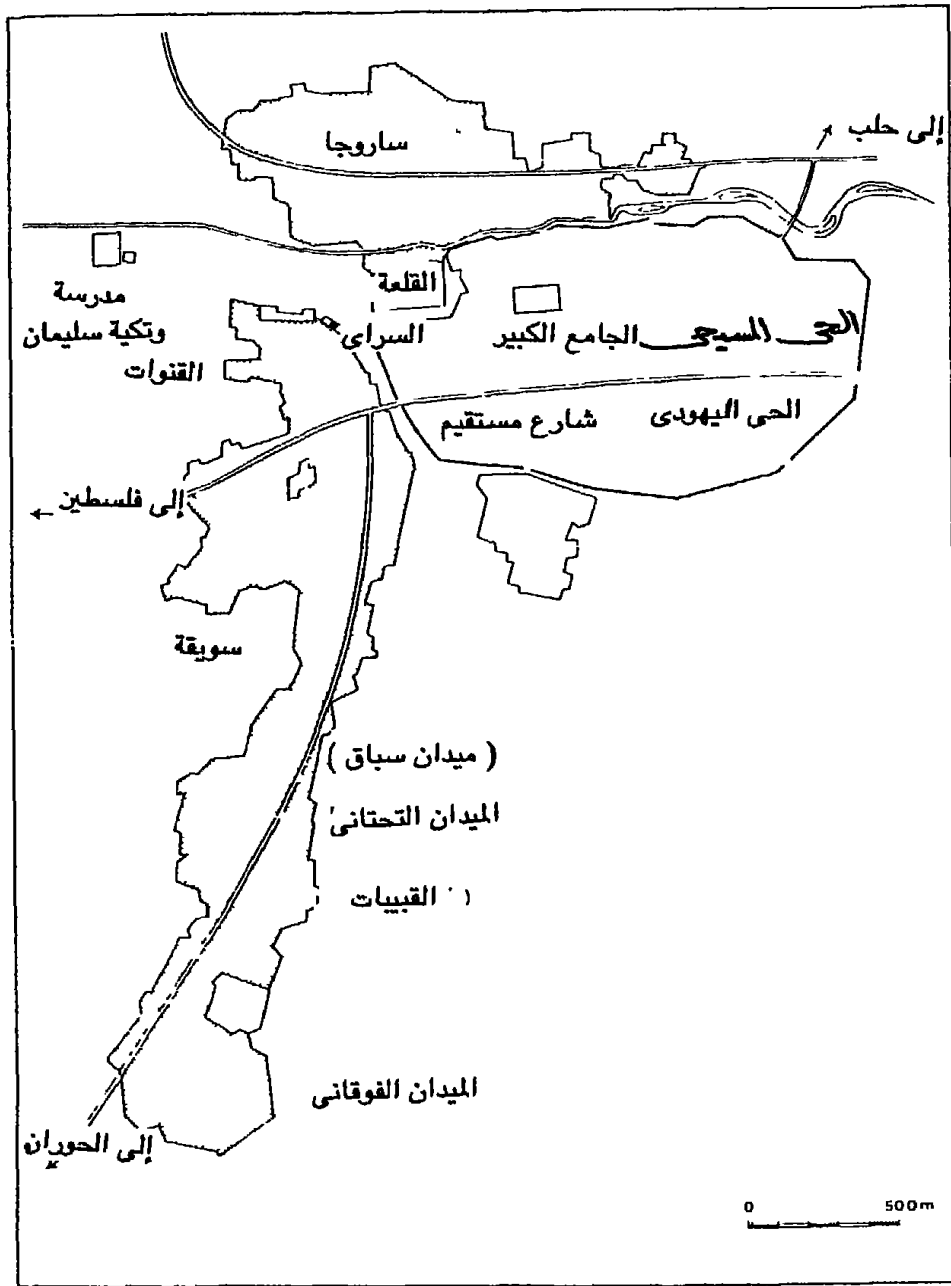 إلى حلب
ساروجا
القلعة
مدرسة
وتكية سليمان
السراى
الجامع الكبير
الحى المسيحى
القنوات
شارع مستقيم
الحى اليهودى
إلى فلسطين
سويقة
( ميدان سباق )
الميدان التحتانى
القبيبات
الميدان الفوقانى
إلى الحوران
0 500m